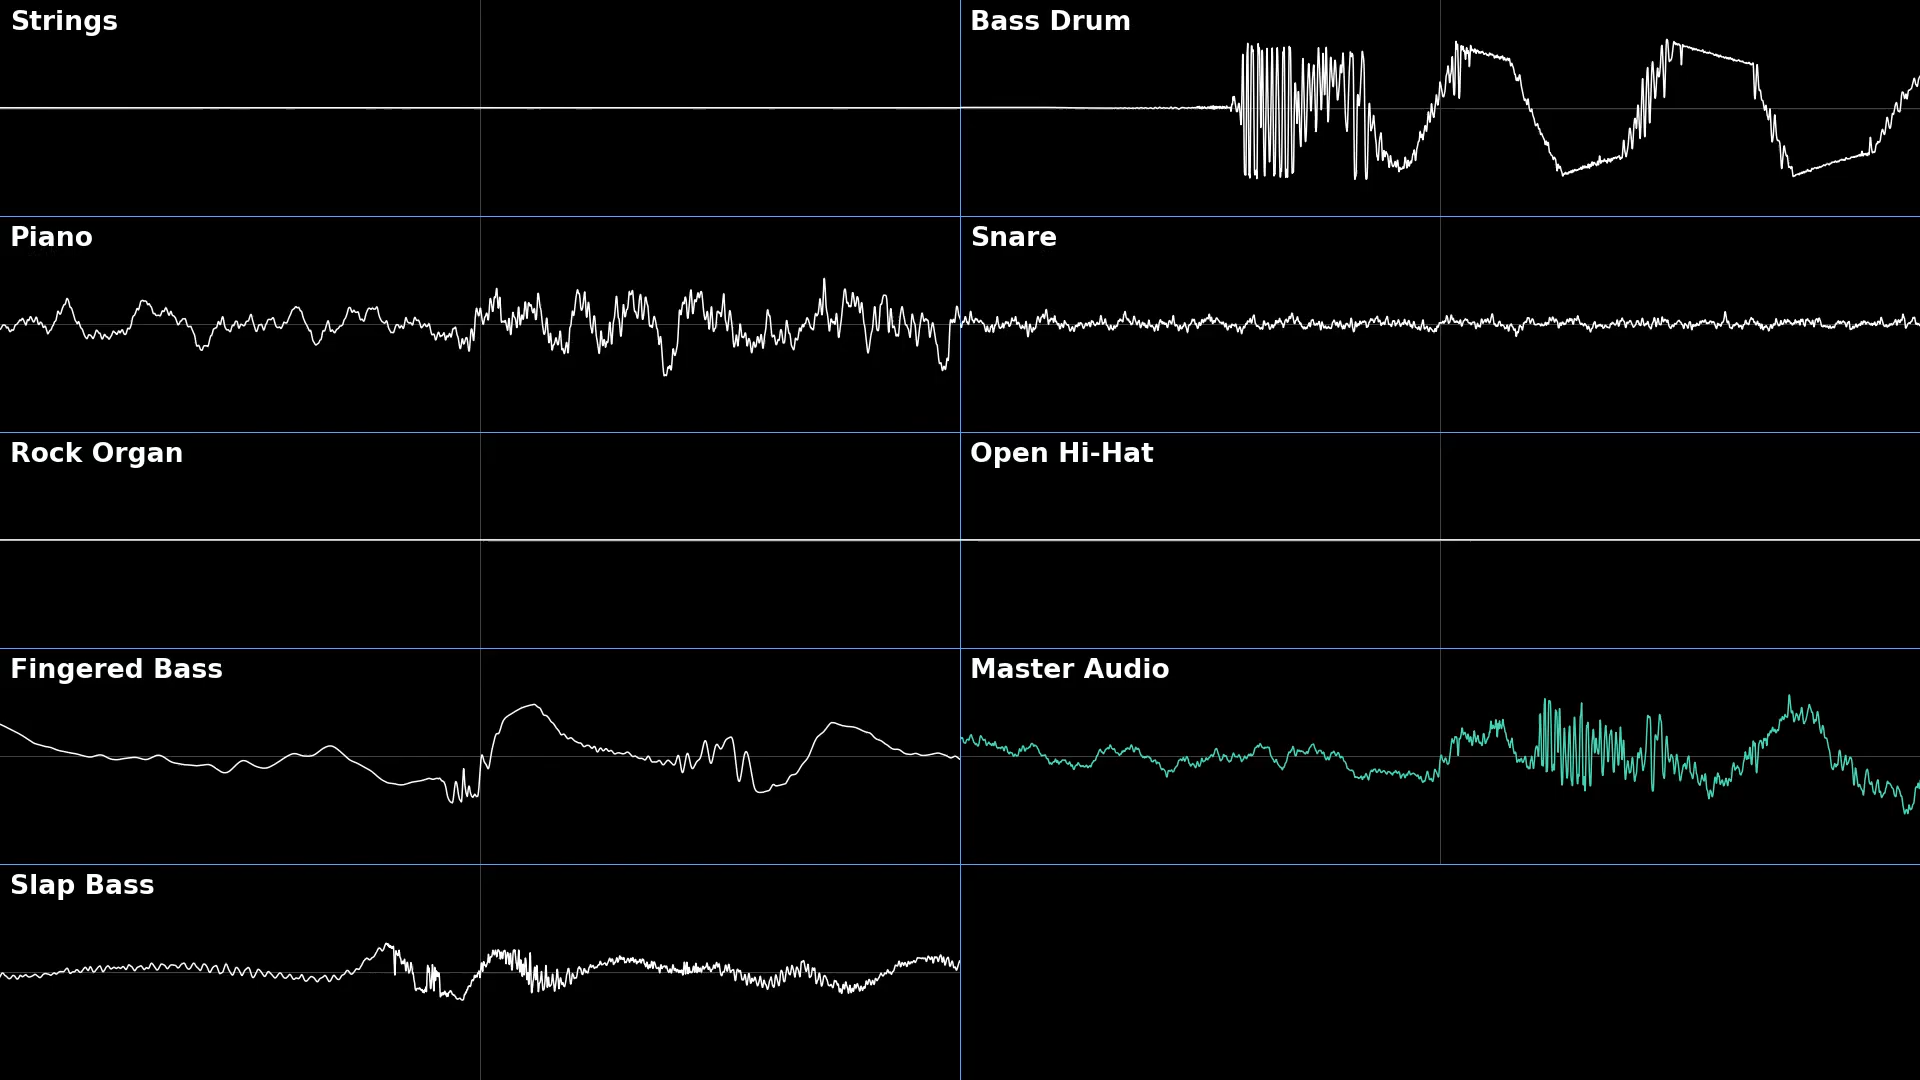 Strings
Bass Drum
Piano
Snare
Rock Organ
Open Hi-Hat
Fingered Bass
Master Audio
Slap Bass